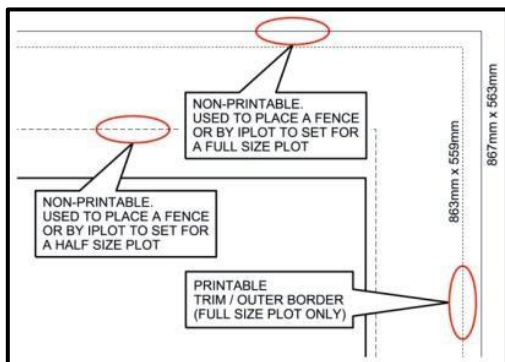 NON-PRINTABLE.
USED TO PLACE A FENCE
OR BY IPLOT TO SET FOR
A FULL SIZE PLOT
NON-PRINTABLE.
USED TO PLACE A FENCE
OR BY IPLOT TO SET FOR
A HALF SIZE PLOT
PRINTABLE
TRIM / OUTER BORDER
(FULL SIZE PLOT ONLY)
863mm x 559mm
867mm x 563mm